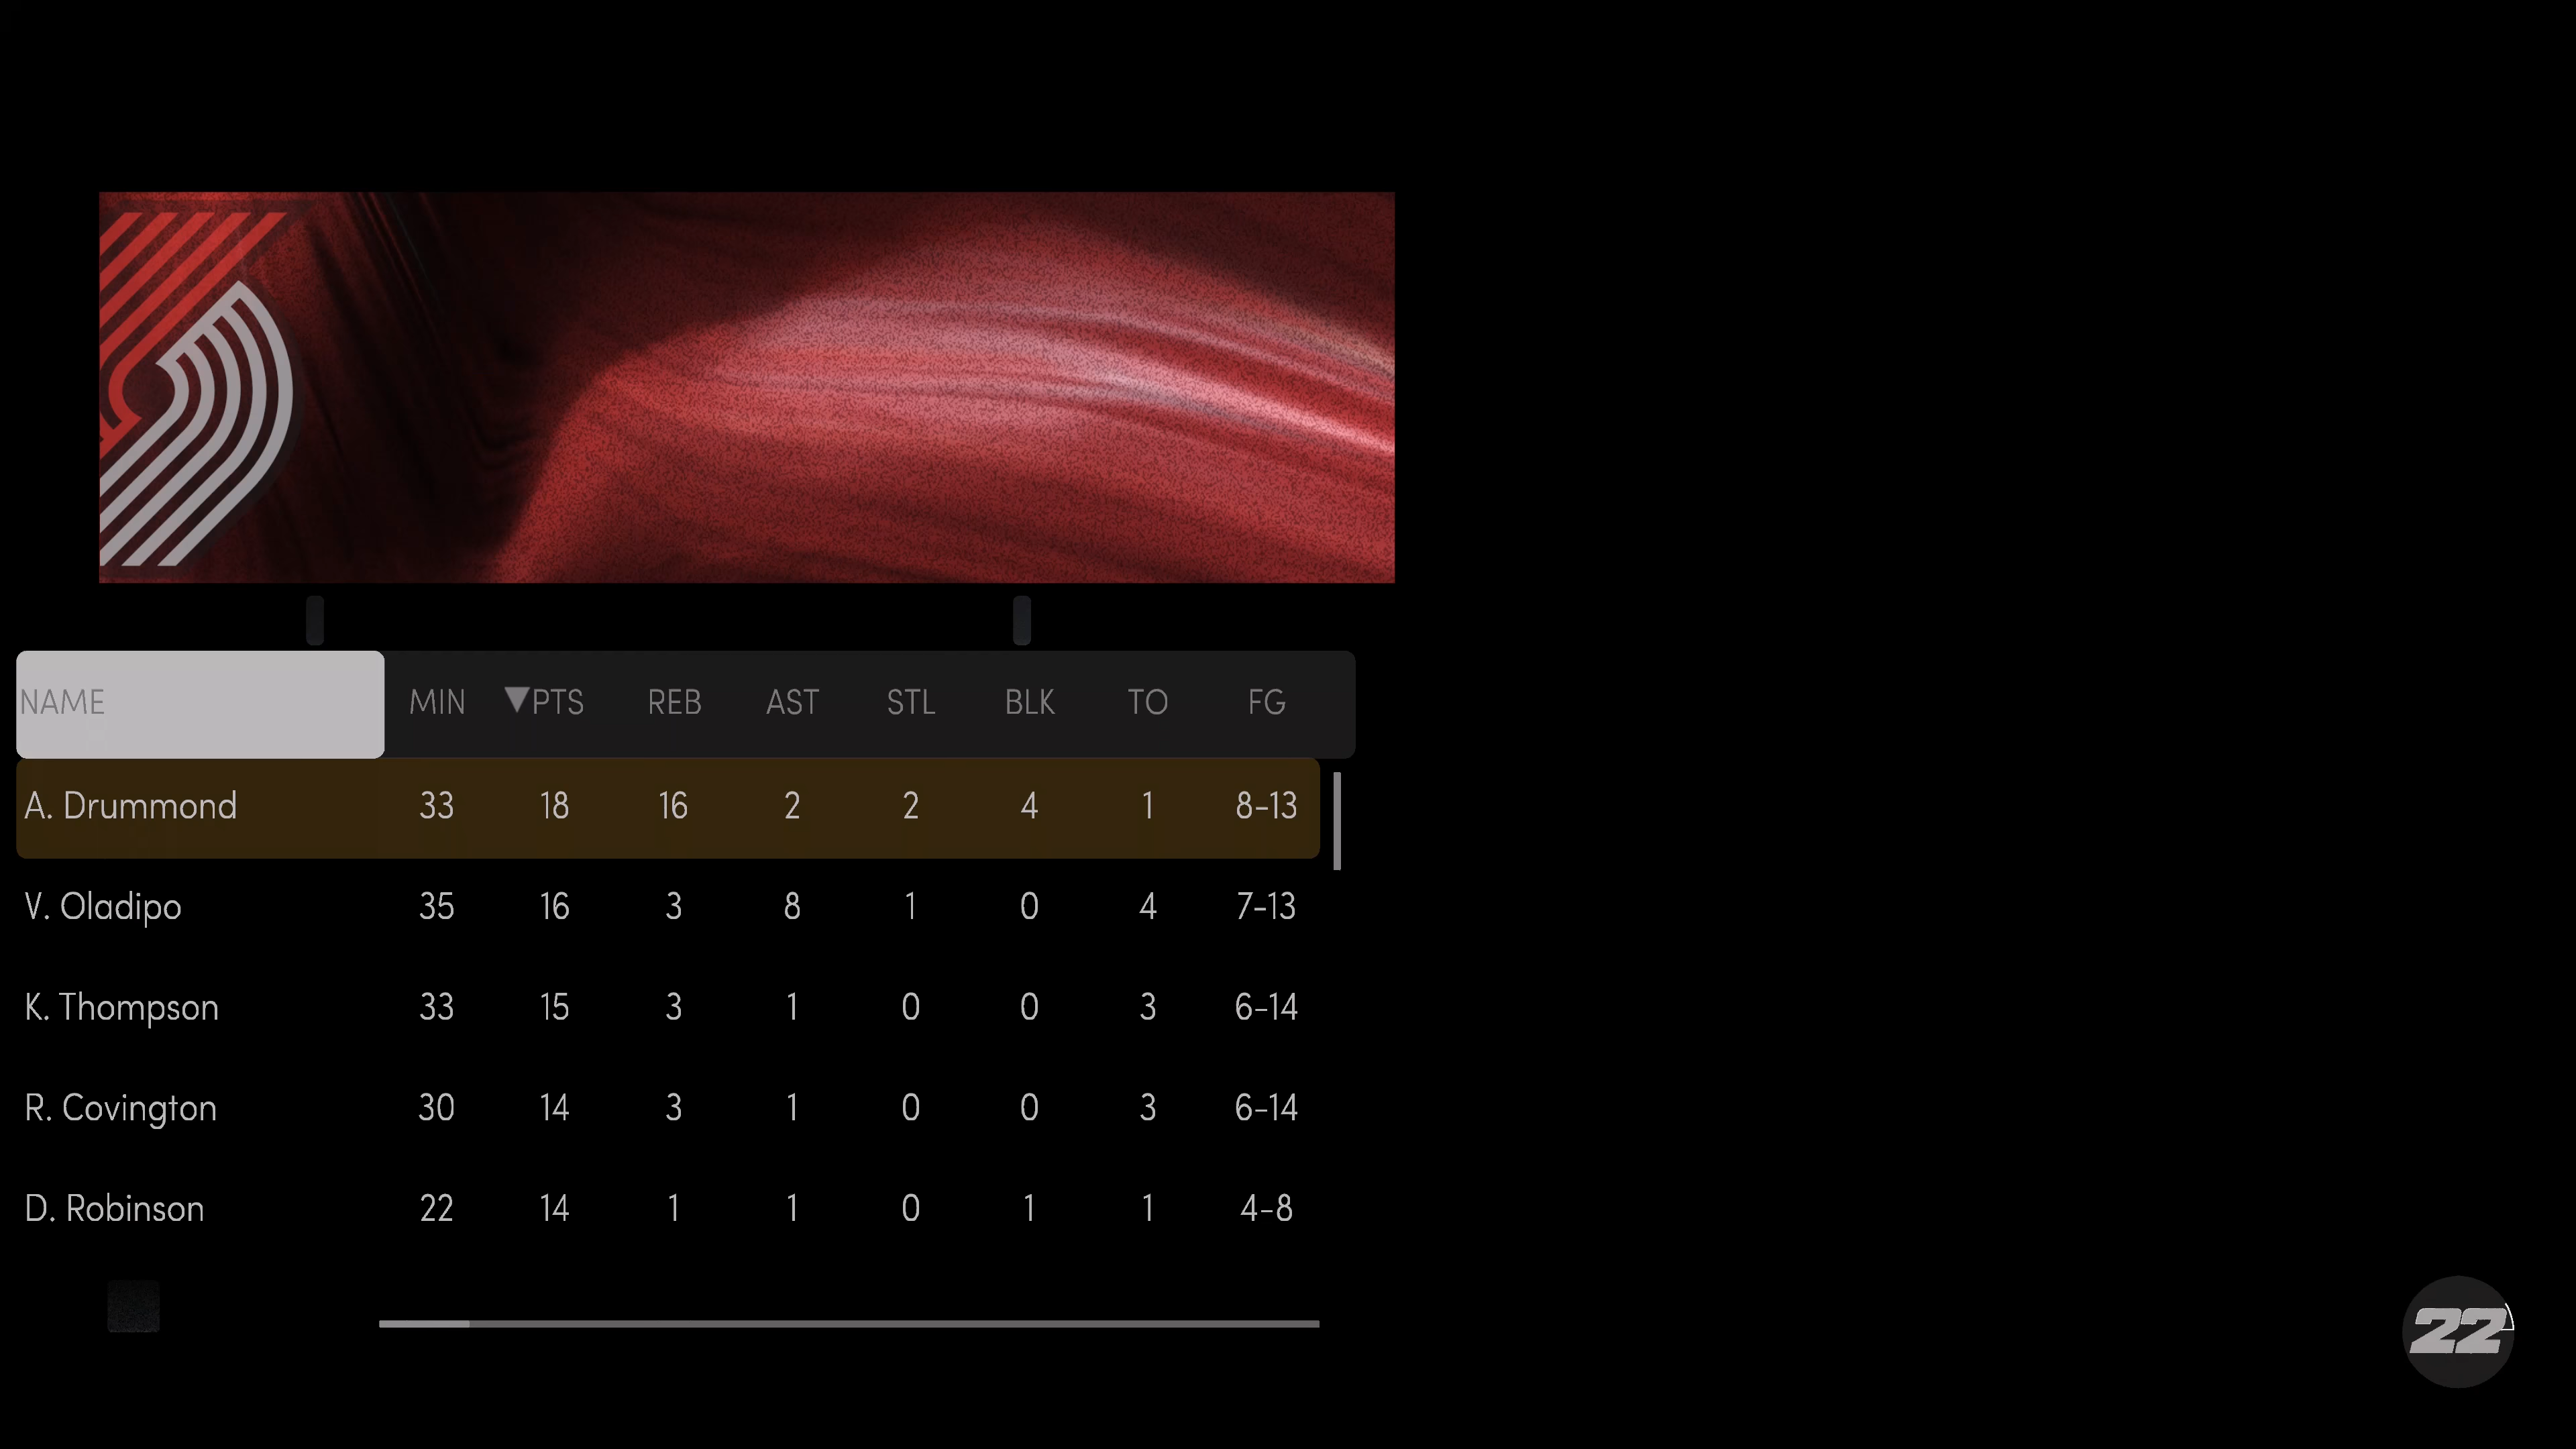 NAME MIN ▼PTS REB AST STL BLK TO FG
A. Drummond 33 18 16 2 2 4 1 8-13
V. Oladipo 35 16 3 8 1 0 4 7-13
K. Thompson 33 15 3 1 0 0 3 6-14
R. Covington 30 14 3 1 0 0 3 6-14
D. Robinson 22 14 1 1 0 1 1 4-8
22